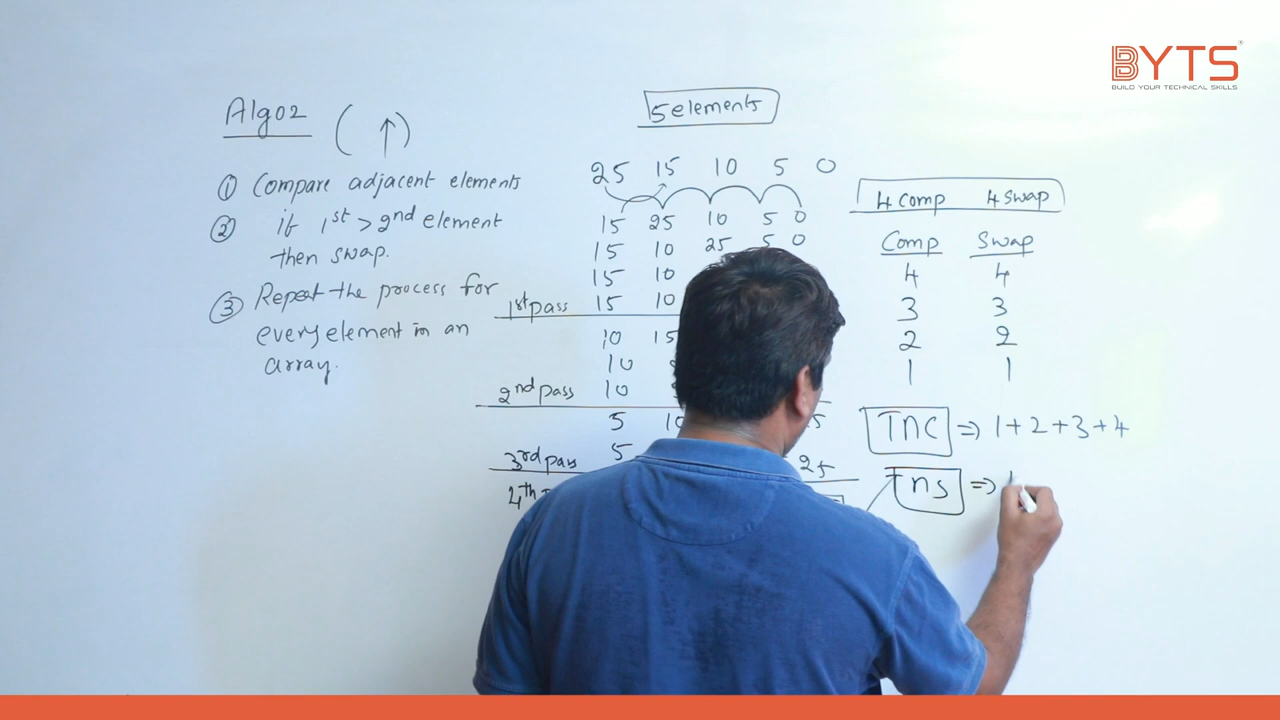 BYTS
BUILD YOUR TECHNICAL SKILLS
Algo2 ( ↑ )
① Compare adjacent elements
② if 1st > 2nd element
then swap.
③ Repeat the process for
every element in an
array.
5 elements
25 15 10 5 0
15 25 10 5 0
15 10 25 5 0
15 10
1st pass 15 10
10 15
10
2nd pass 10
5 10
5
3rd pass 25
4th
4 Comp 4 Swap
Comp Swap
4 4
3 3
2 2
1 1
TNC ⇒ 1+2+3+4
TNS ⇒ 1